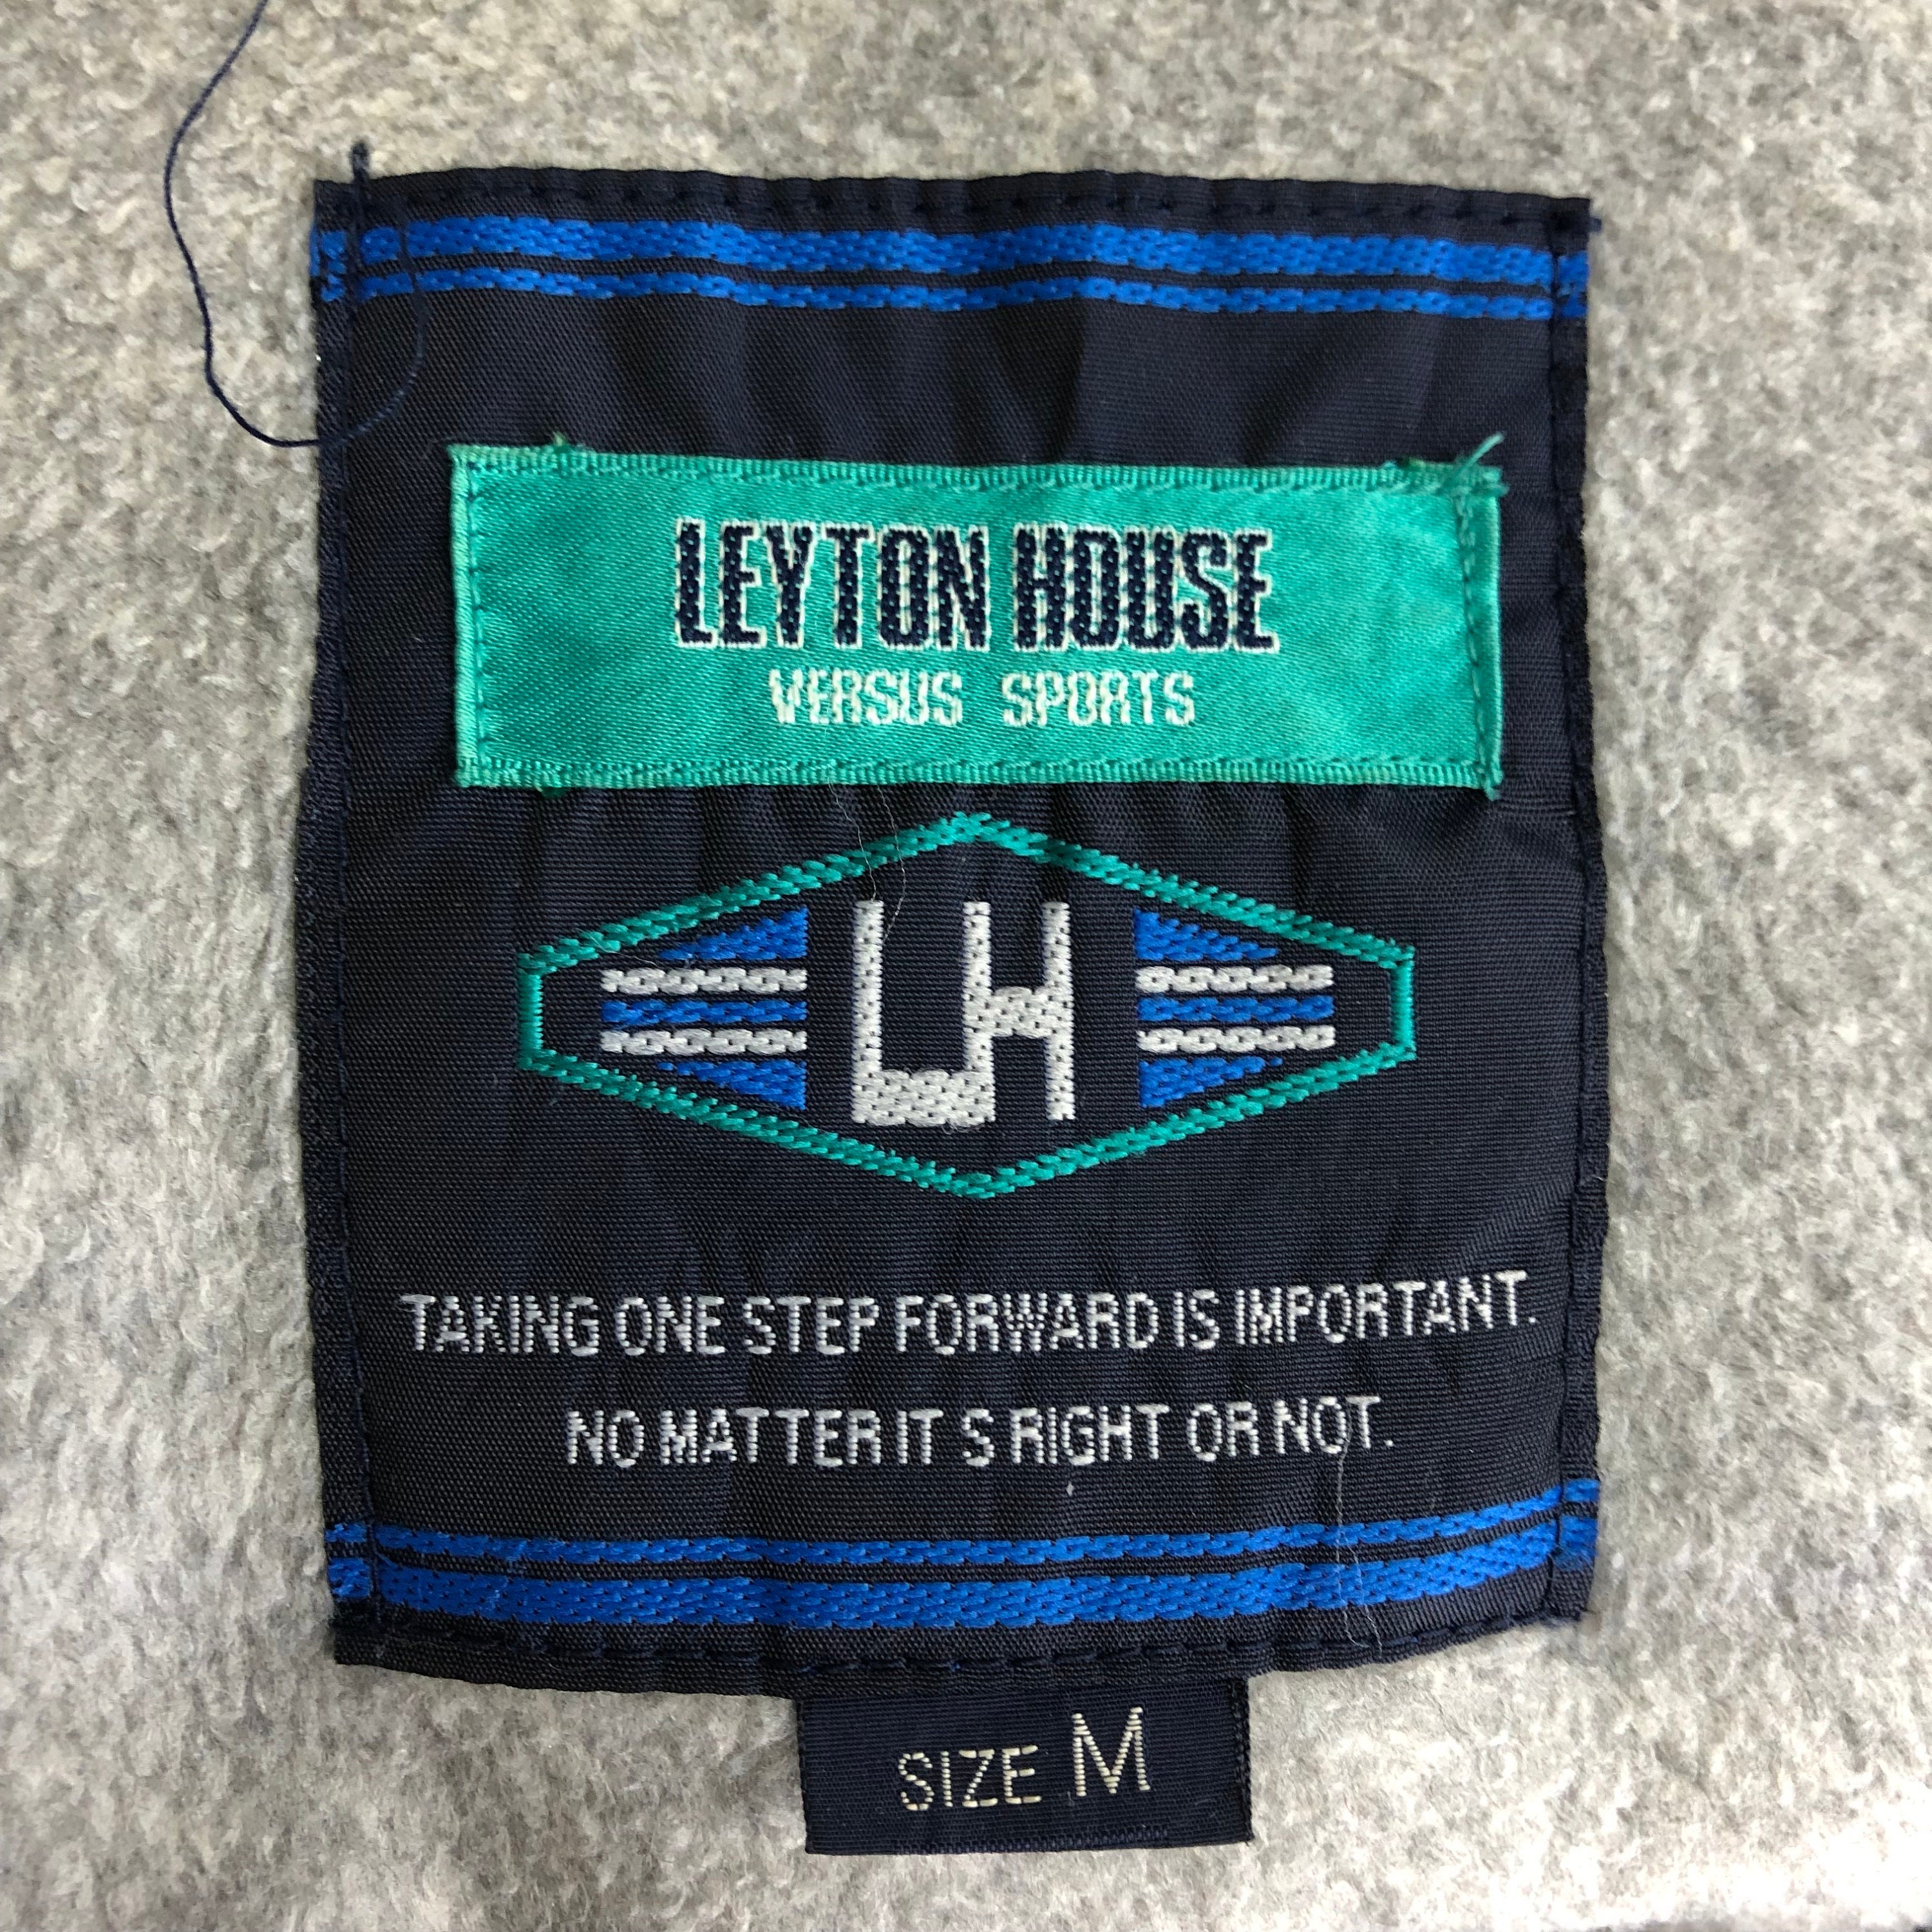 LEYTON HOUSE
VERSUS SPORTS
LH
TAKING ONE STEP FORWARD IS IMPORTANT.
NO MATTER IT S RIGHT OR NOT.
SIZE M